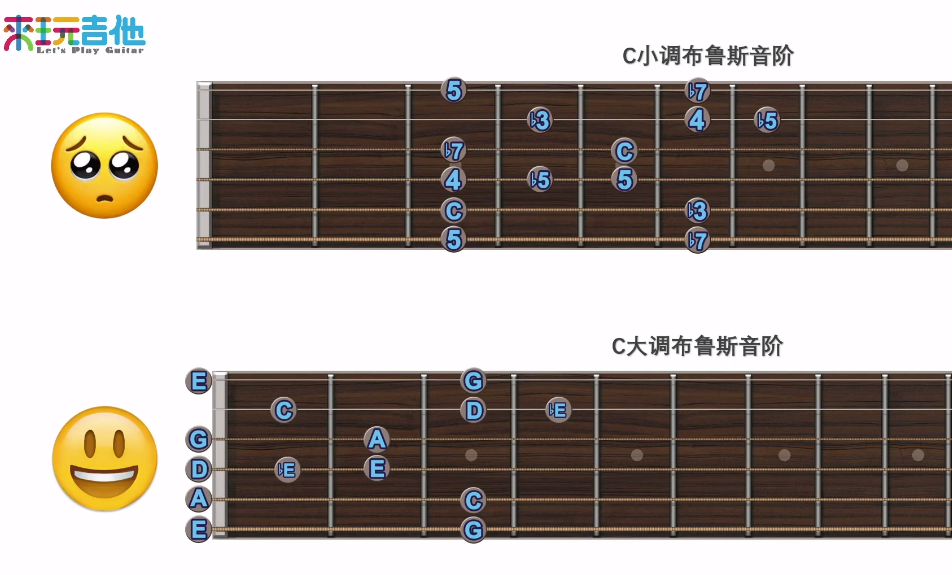 來玩吉他
Let's Play Guitar
C小调布鲁斯音阶
5 ♭7
♭3 4 ♭5
♭7 C
4 ♭5 5
C ♭3
5 ♭7
C大调布鲁斯音阶
E G
C D ♭E
G A
D ♭E E
A C
E G